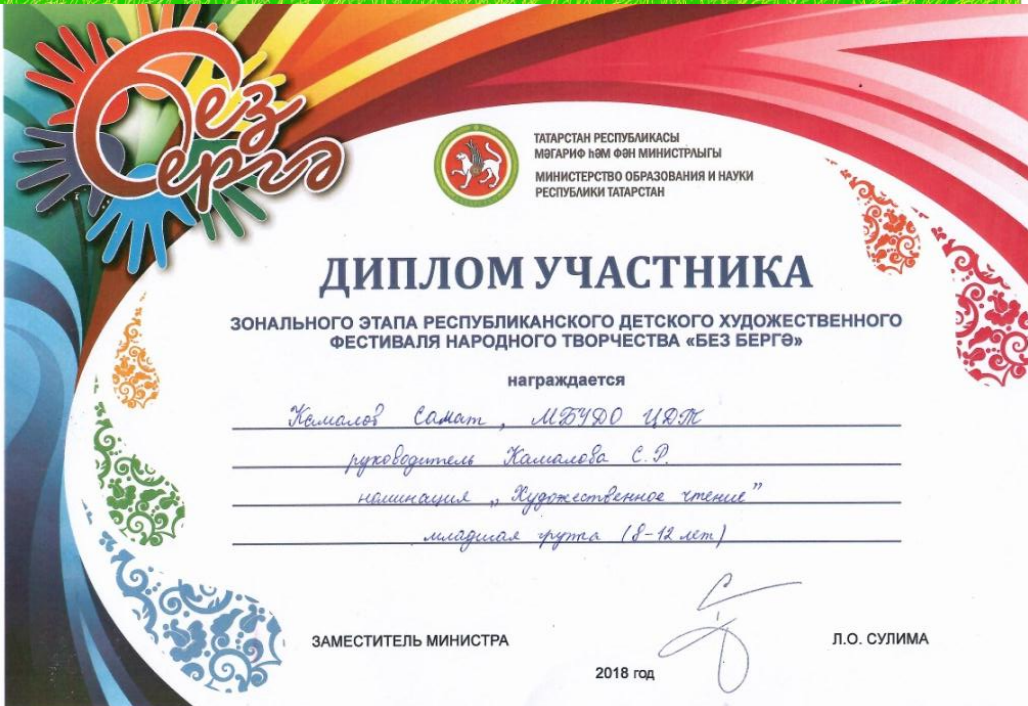 Без
Бергә
ТАТАРСТАН РЕСПУБЛИКАСЫ
МӘГАРИФ ҺӘМ ФӘН МИНИСТРЛЫГЫ
МИНИСТЕРСТВО ОБРАЗОВАНИЯ И НАУКИ
РЕСПУБЛИКИ ТАТАРСТАН
ДИПЛОМ УЧАСТНИКА
ЗОНАЛЬНОГО ЭТАПА РЕСПУБЛИКАНСКОГО ДЕТСКОГО ХУДОЖЕСТВЕННОГО
ФЕСТИВАЛЯ НАРОДНОГО ТВОРЧЕСТВА «БЕЗ БЕРГӘ»
награждается
Камалов Самат, МБУДО ЦДТ
руководитель Камалова С.Р.
номинация „Художественное чтение”
младшая группа (8-12 лет)
ЗАМЕСТИТЕЛЬ МИНИСТРА
Л.О. СУЛИМА
2018 год